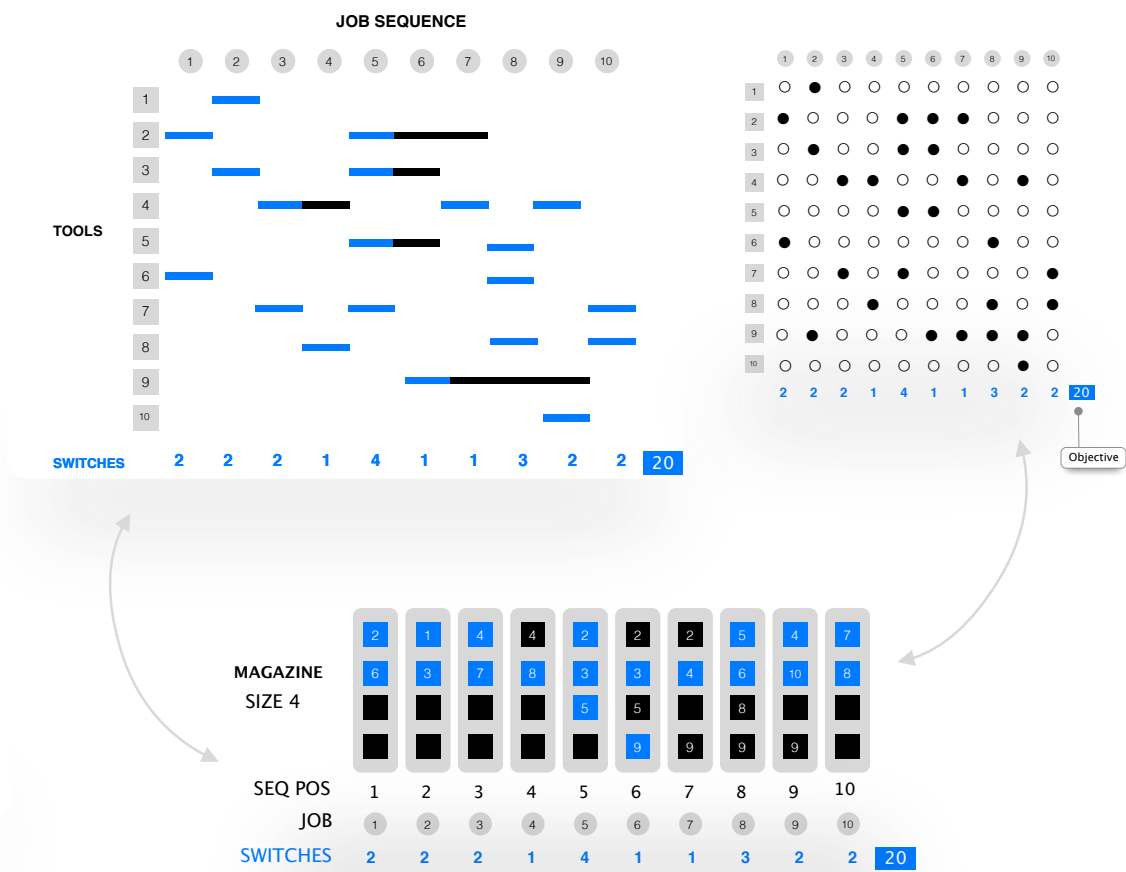 JOB SEQUENCE
1 2 3 4 5 6 7 8 9 10
1
2
3
4
TOOLS
5
6
7
8
9
10
SWITCHES 2 2 2 1 4 1 1 3 2 2 20
1 2 3 4 5 6 7 8 9 10
1
2
3
4
5
6
7
8
9
10
2 2 2 1 4 1 1 3 2 2 20
Objective
2 1 4 4 2 2 2 5 4 7
MAGAZINE 6 3 7 8 3 3 4 6 10 8
SIZE 4 5 5 8
9 9 9 9
SEQ POS 1 2 3 4 5 6 7 8 9 10
JOB 1 2 3 4 5 6 7 8 9 10
SWITCHES 2 2 2 1 4 1 1 3 2 2 20